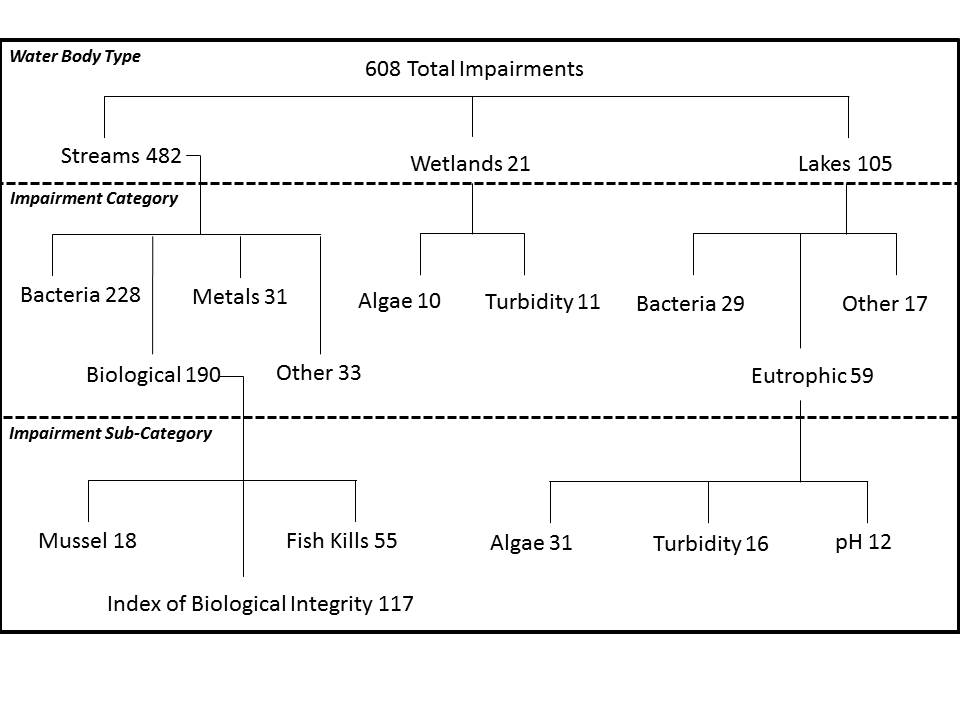 Water Body Type
608 Total Impairments
Streams 482
Wetlands 21
Lakes 105
Impairment Category
Bacteria 228
Metals 31
Algae 10
Turbidity 11
Bacteria 29
Other 17
Biological 190
Other 33
Eutrophic 59
Impairment Sub-Category
Mussel 18
Fish Kills 55
Algae 31
Turbidity 16
pH 12
Index of Biological Integrity 117